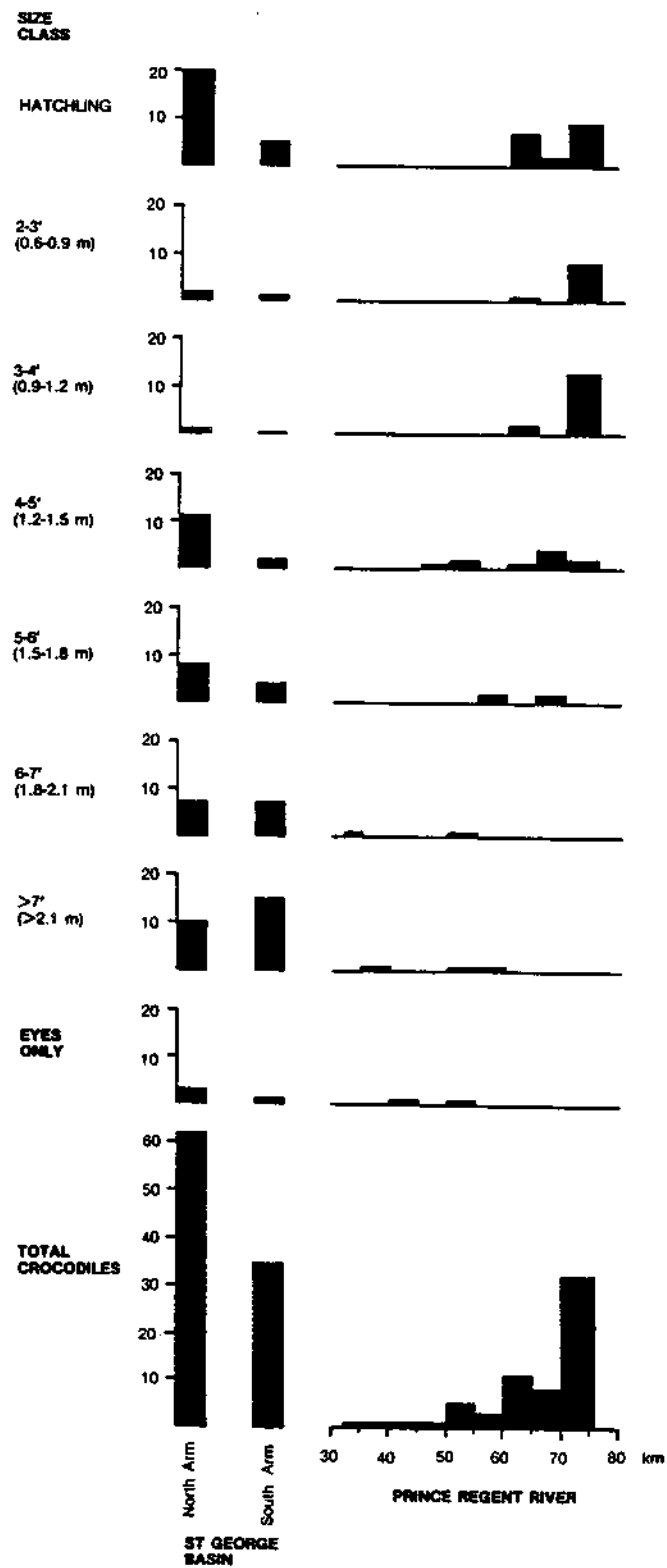 SIZE
CLASS
HATCHLING
20
10
2-3'
(0.6-0.9 m)
20
10
3-4'
(0.9-1.2 m)
20
10
4-5'
(1.2-1.5 m)
20
10
5-6'
(1.5-1.8 m)
20
10
6-7'
(1.8-2.1 m)
20
10
>7'
(>2.1 m)
20
10
EYES
ONLY
20
10
TOTAL
CROCODILES
60
50
40
30
20
10
North Arm
South Arm
ST GEORGE
BASIN
30 40 50 60 70 80 km
PRINCE REGENT RIVER